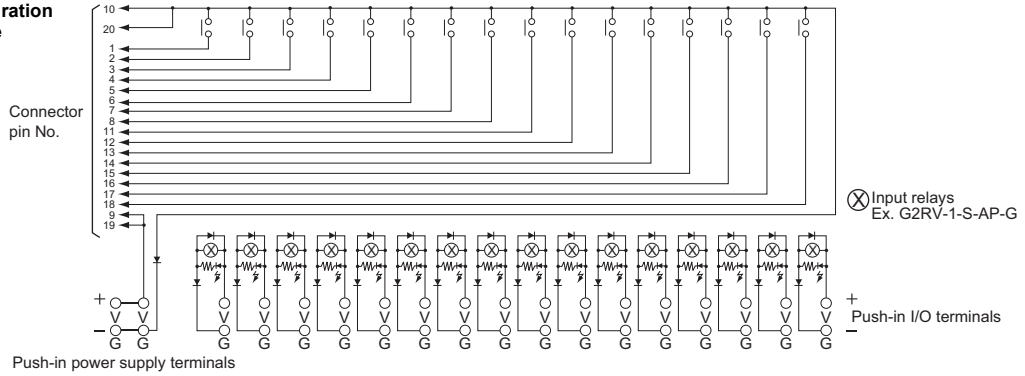 ration
e
10
20
1
2
3
4
5
6
7
8
11
12
13
14
15
16
17
18
9
19
Connector
pin No.
Input relays
Ex. G2RV-1-S-AP-G
+ +
V V V V V V V V V V V V V V V V V V
Push-in I/O terminals
− −
G G G G G G G G G G G G G G G G G G
Push-in power supply terminals